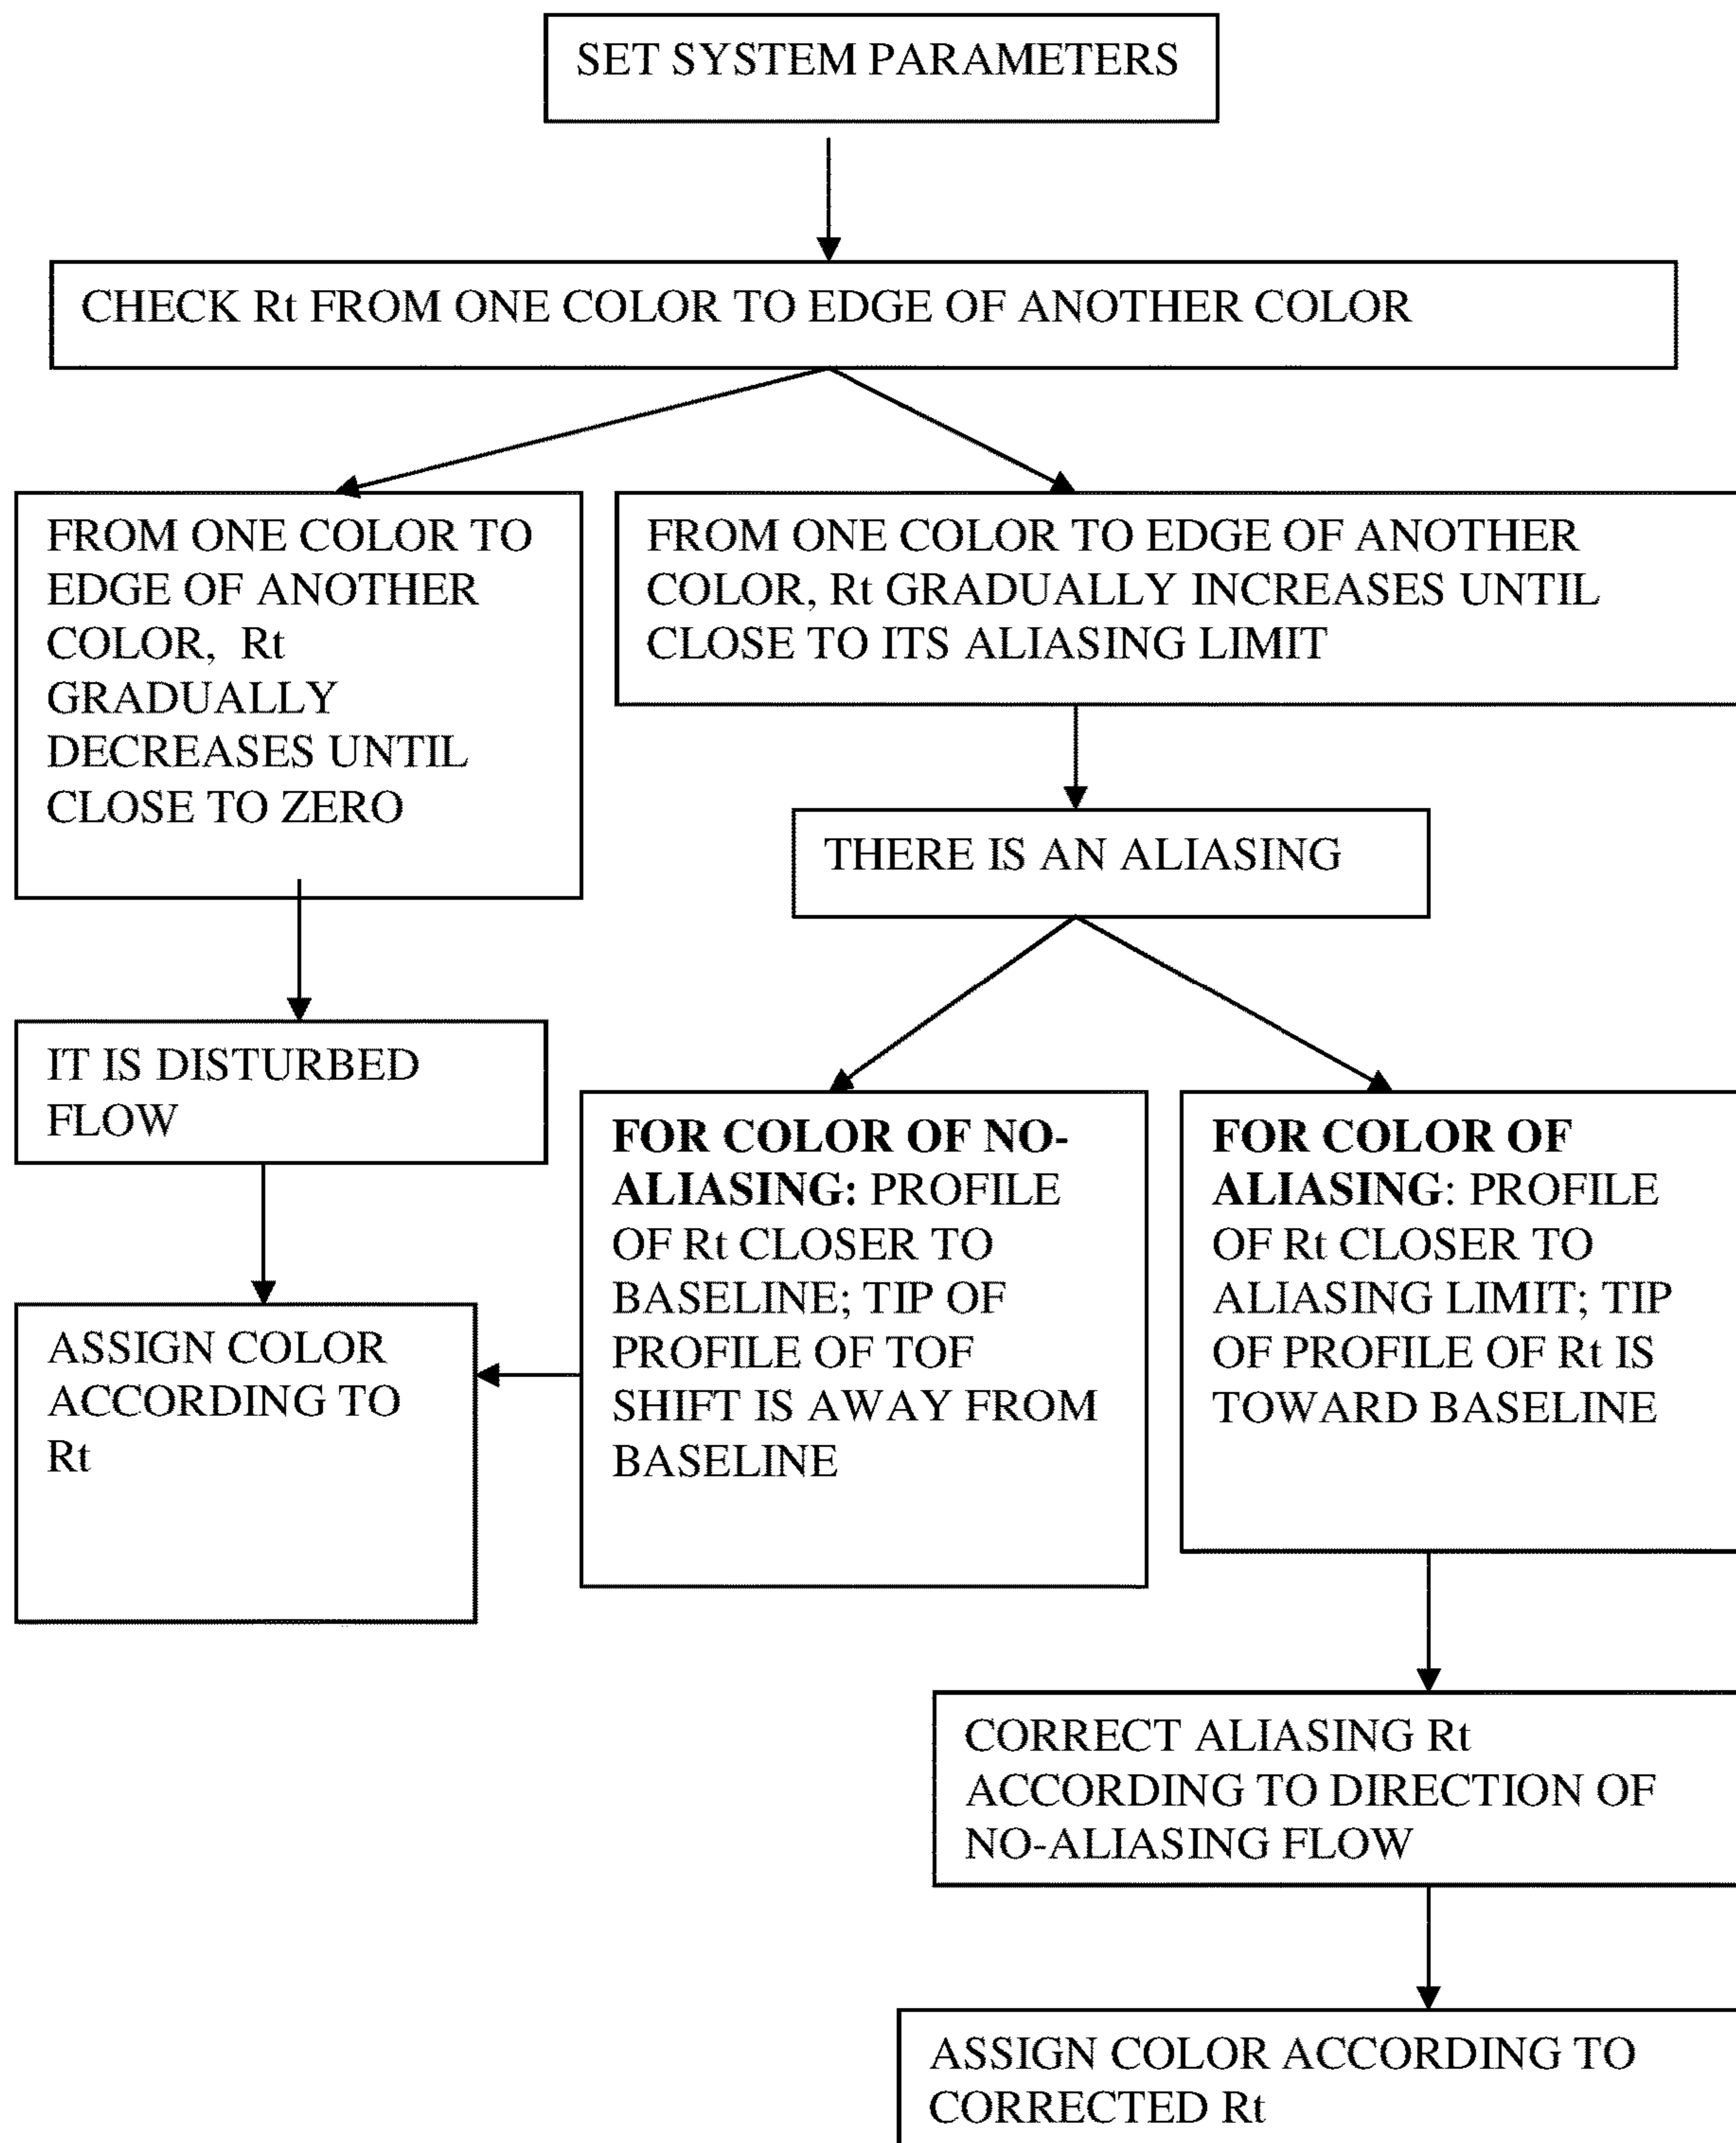 SET SYSTEM PARAMETERS
CHECK Rt FROM ONE COLOR TO EDGE OF ANOTHER COLOR
FROM ONE COLOR TO
EDGE OF ANOTHER
COLOR, Rt
GRADUALLY
DECREASES UNTIL
CLOSE TO ZERO
FROM ONE COLOR TO EDGE OF ANOTHER
COLOR, Rt GRADUALLY INCREASES UNTIL
CLOSE TO ITS ALIASING LIMIT
THERE IS AN ALIASING
IT IS DISTURBED
FLOW
FOR COLOR OF NO-
ALIASING: PROFILE
OF Rt CLOSER TO
BASELINE; TIP OF
PROFILE OF TOF
SHIFT IS AWAY FROM
BASELINE
FOR COLOR OF
ALIASING: PROFILE
OF Rt CLOSER TO
ALIASING LIMIT; TIP
OF PROFILE OF Rt IS
TOWARD BASELINE
ASSIGN COLOR
ACCORDING TO
Rt
CORRECT ALIASING Rt
ACCORDING TO DIRECTION OF
NO-ALIASING FLOW
ASSIGN COLOR ACCORDING TO
CORRECTED Rt